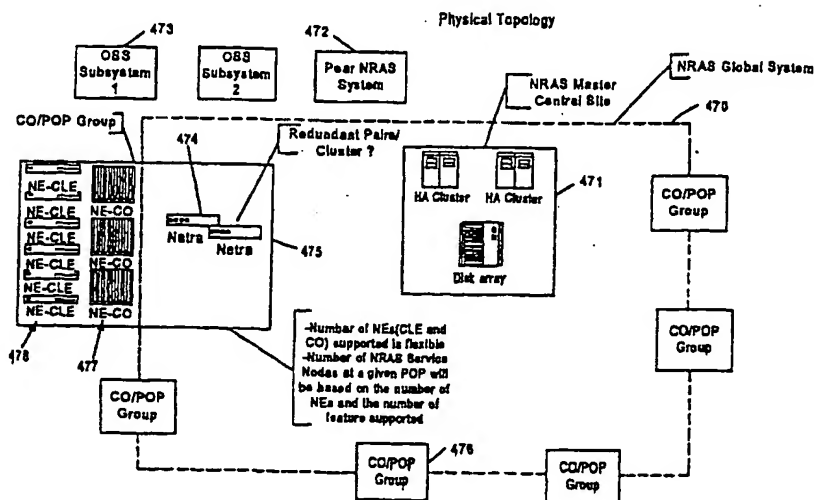 Physical Topology
473
OSS
Subsystem
1
OSS
Subsystem
2
472
Peer NRAS
System
NRAS Master
Central Site
NRAS Global System
470
CO/POP Group
474
Redundant Pairs/
Cluster ?
HA Cluster
HA Cluster
471
Disk array
NE-CLE
NE-CLE
NE-CLE
NE-CLE
NE-CLE
NE-CO
NE-CO
NE-CO
Netra
Netra
475
478
477
-Number of NEs(CLE and
CO) supported is flexible
-Number of NRAS Service
Nodes at a given POP will
be based on the number of
NEs and the number of
feature supported
CO/POP
Group
CO/POP
Group
CO/POP
Group
476
CO/POP
Group
CO/POP
Group